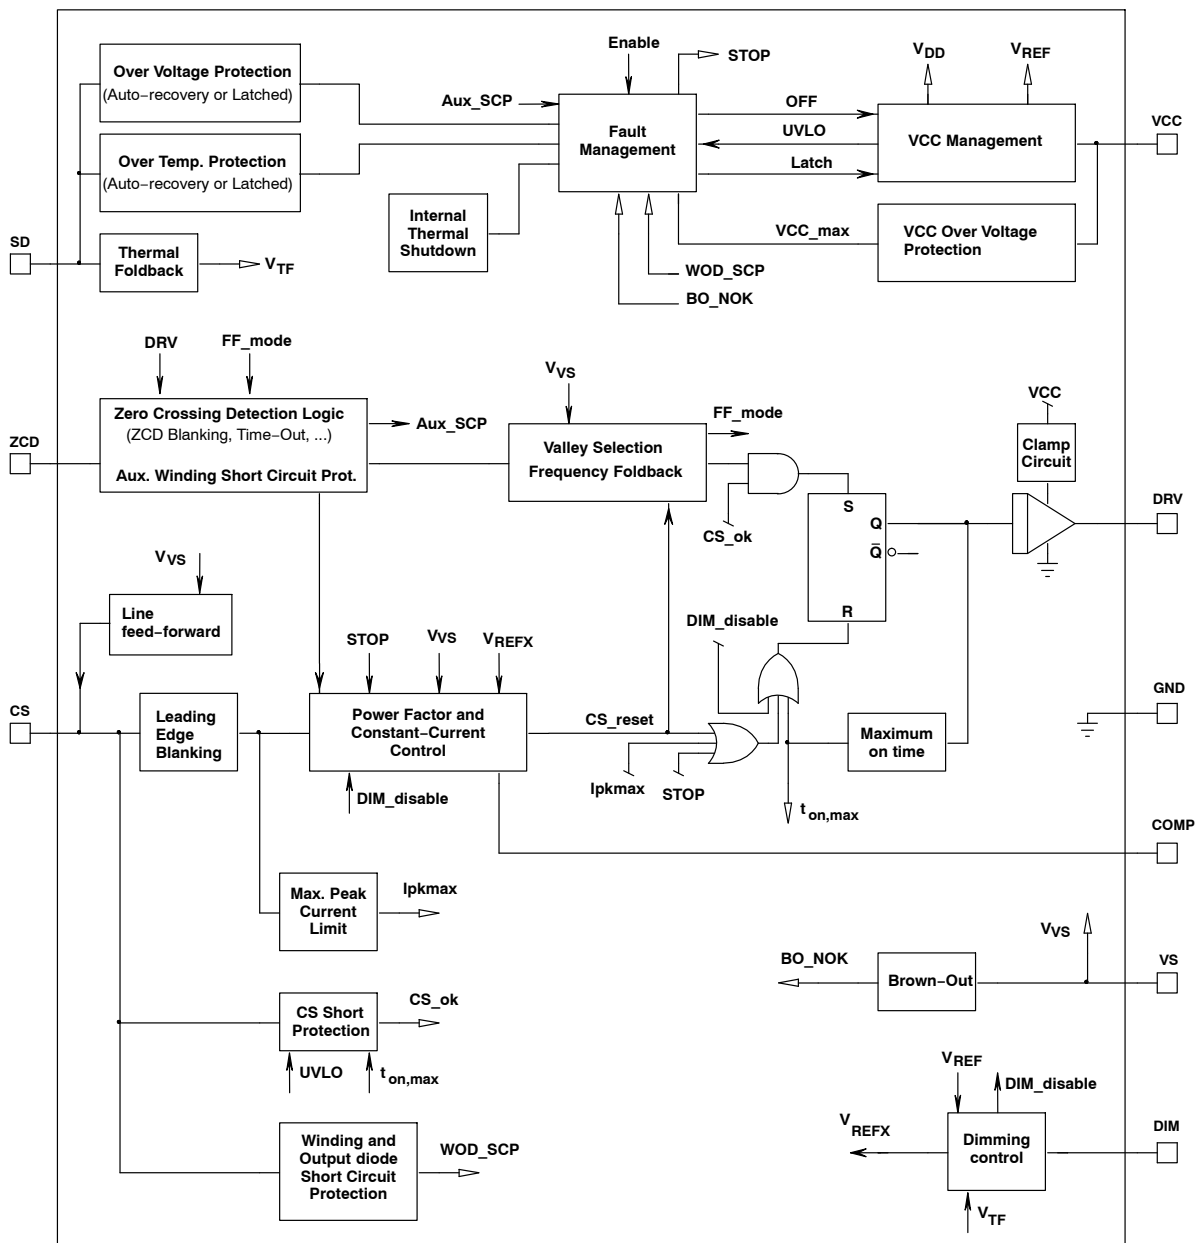 Over Voltage Protection
(Auto−recovery or Latched)
Over Temp. Protection
(Auto−recovery or Latched)
SD
Thermal
Foldback
VTF
Internal
Thermal
Shutdown
Enable
STOP
Aux_SCP
Fault
Management
OFF
UVLO
Latch
VDD
VREF
VCC Management
VCC
VCC_max
VCC Over Voltage
Protection
WOD_SCP
BO_NOK
DRV
FF_mode
ZCD
Zero Crossing Detection Logic
(ZCD Blanking, Time−Out, ...)
Aux. Winding Short Circuit Prot.
Aux_SCP
VVS
Valley Selection
Frequency Foldback
FF_mode
CS_ok
S
Q
Q
R
VCC
Clamp
Circuit
DRV
VVS
Line
feed−forward
CS
Leading
Edge
Blanking
STOP
VVS
VREFX
Power Factor and
Constant−Current
Control
DIM_disable
CS_reset
DIM_disable
Ipkmax
STOP
Maximum
on time
ton,max
GND
COMP
Max. Peak
Current
Limit
Ipkmax
CS Short
Protection
CS_ok
UVLO
ton,max
Winding and
Output diode
Short Circuit
Protection
WOD_SCP
BO_NOK
Brown−Out
VVS
VS
VREF
DIM_disable
VREFX
Dimming
control
DIM
VTF